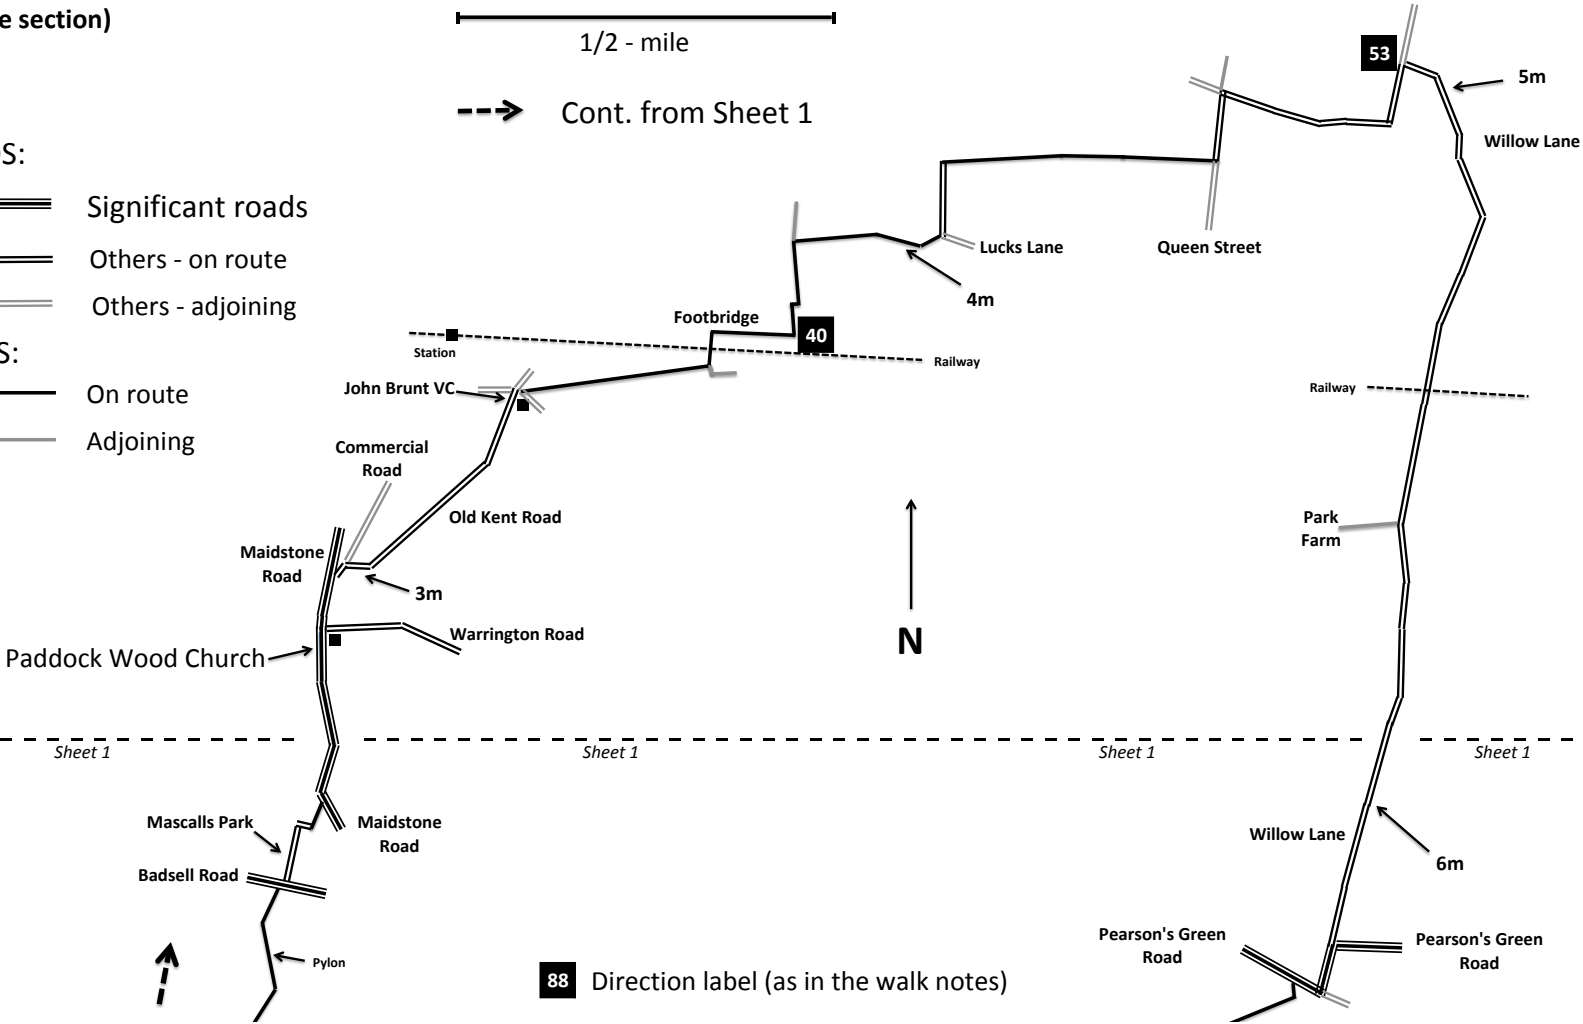 e section)
1/2 - mile
Cont. from Sheet 1
53
5m
Willow Lane
S:
Significant roads
Others - on route
Others - adjoining
S:
On route
Adjoining
Lucks Lane
Queen Street
4m
Footbridge
40
Station
Railway
John Brunt VC
Railway
Commercial
Road
Old Kent Road
Park
Farm
Maidstone
Road
3m
Warrington Road
N
Paddock Wood Church
Sheet 1
Sheet 1
Sheet 1
Sheet 1
Mascalls Park
Maidstone
Road
Willow Lane
6m
Badsell Road
Pearson's Green
Road
Pearson's Green
Road
Pylon
88 Direction label (as in the walk notes)